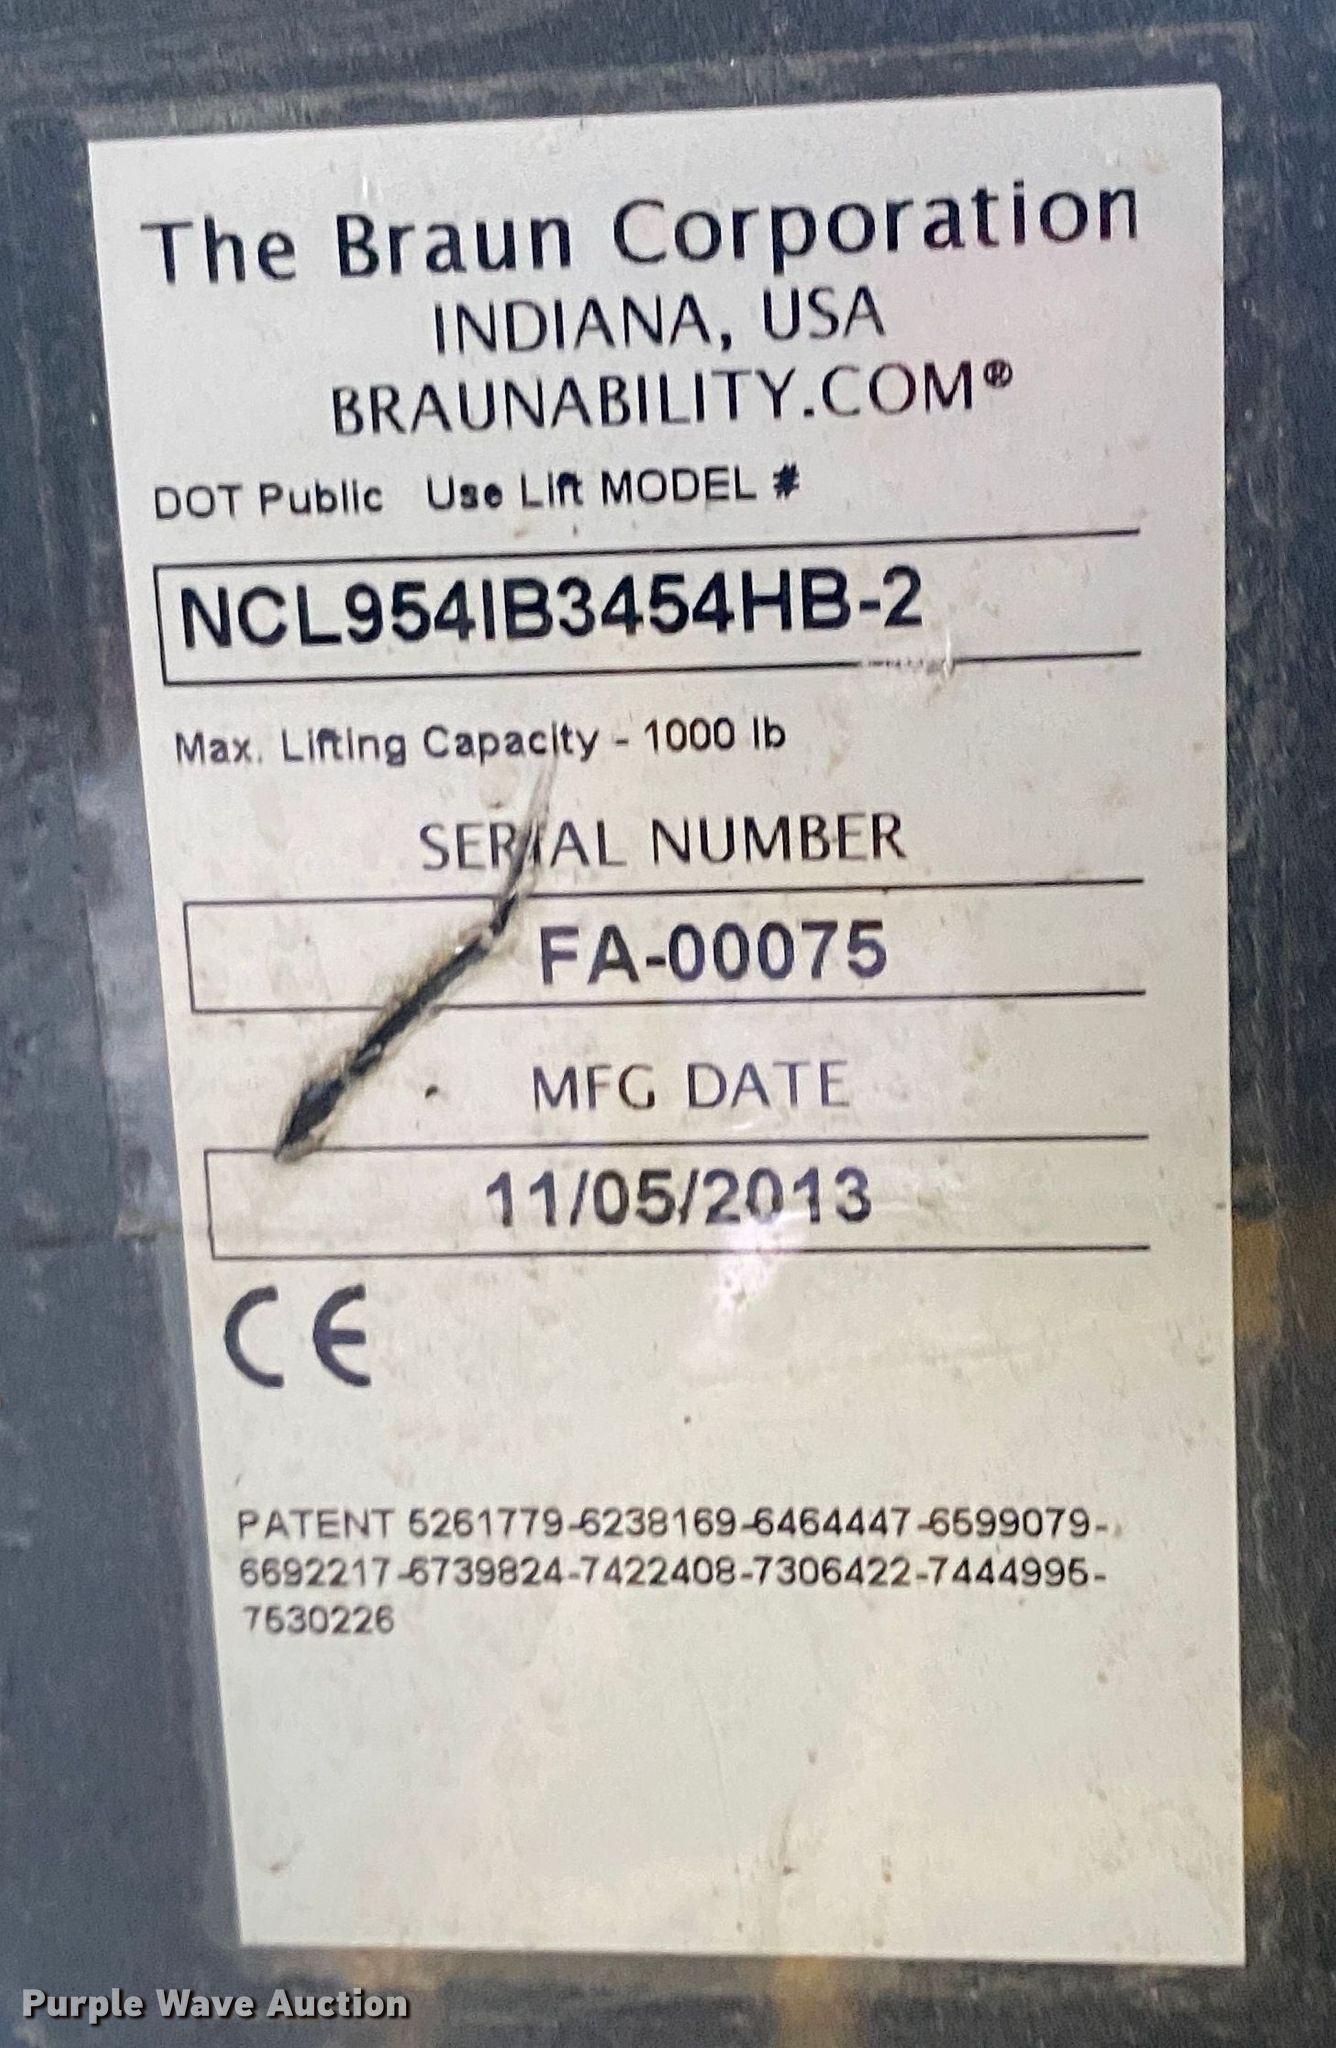 The Braun Corporation
INDIANA, USA
BRAUNABILITY.COM®
DOT Public Use Lift MODEL #
NCL954IB3454HB-2
Max. Lifting Capacity - 1000 lb
SERIAL NUMBER
FA-00075
MFG DATE
11/05/2013
CE
PATENT 5261779-6238169-6464447-6599079-
6692217-6739824-7422408-7306422-7444995-
7530226
Purple Wave Auction